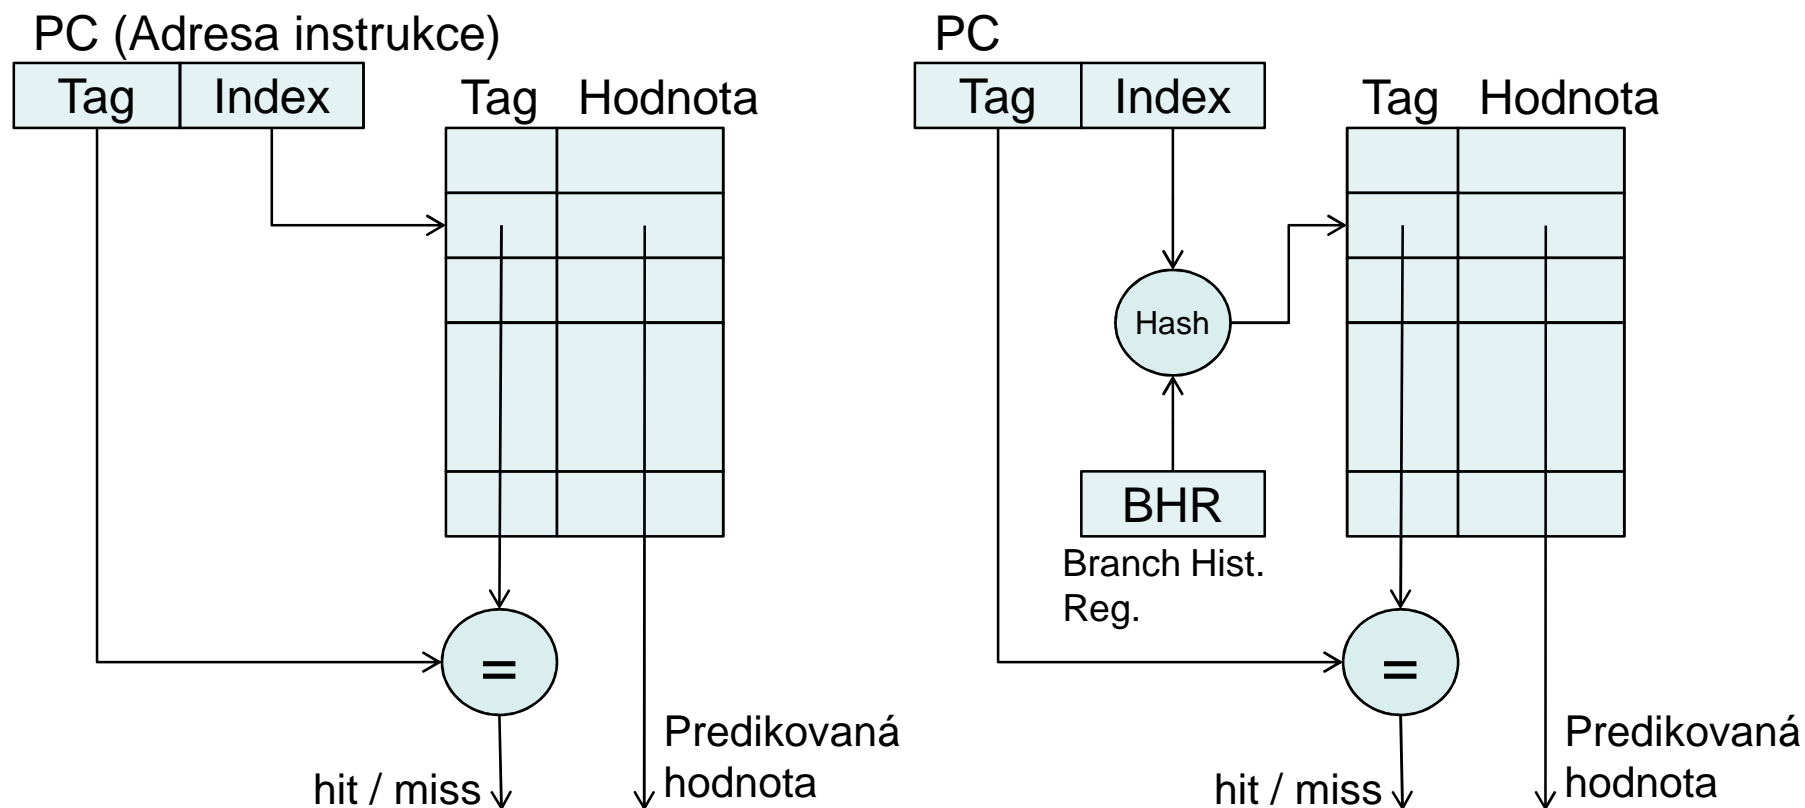 PC (Adresa instrukce)
Tag Index
Tag Hodnota
=
hit / miss
Predikovaná
hodnota
PC
Tag Index
Tag Hodnota
Hash
BHR
Branch Hist.
Reg.
=
hit / miss
Predikovaná
hodnota